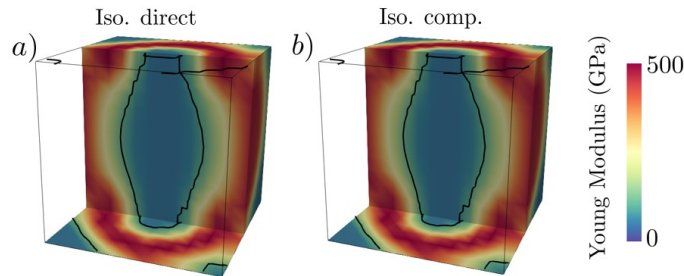 Iso. direct
Iso. comp.
a)
b)
500
Young Modulus (GPa)
0